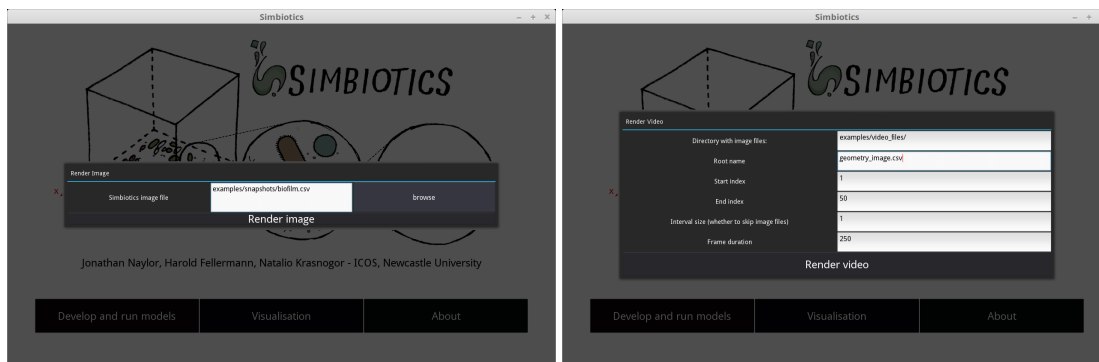 Simbiotics
SIMBIOTICS
Render Image
Simbiotics image file
examples/snapshots/biofilm.csv
browse
Render image
x,
Jonathan Naylor, Harold Fellermann, Natalio Krasnogor - ICOS, Newcastle University
Develop and run models
Visualisation
About
Simbiotics
SIMBIOTICS
Render Video
Directory with image files:
examples/video_files/
Root name
geometry_image.csv
Start index
1
End index
50
Interval size (whether to skip image files)
1
Frame duration
250
Render video
x,
Develop and run models
Visualisation
About